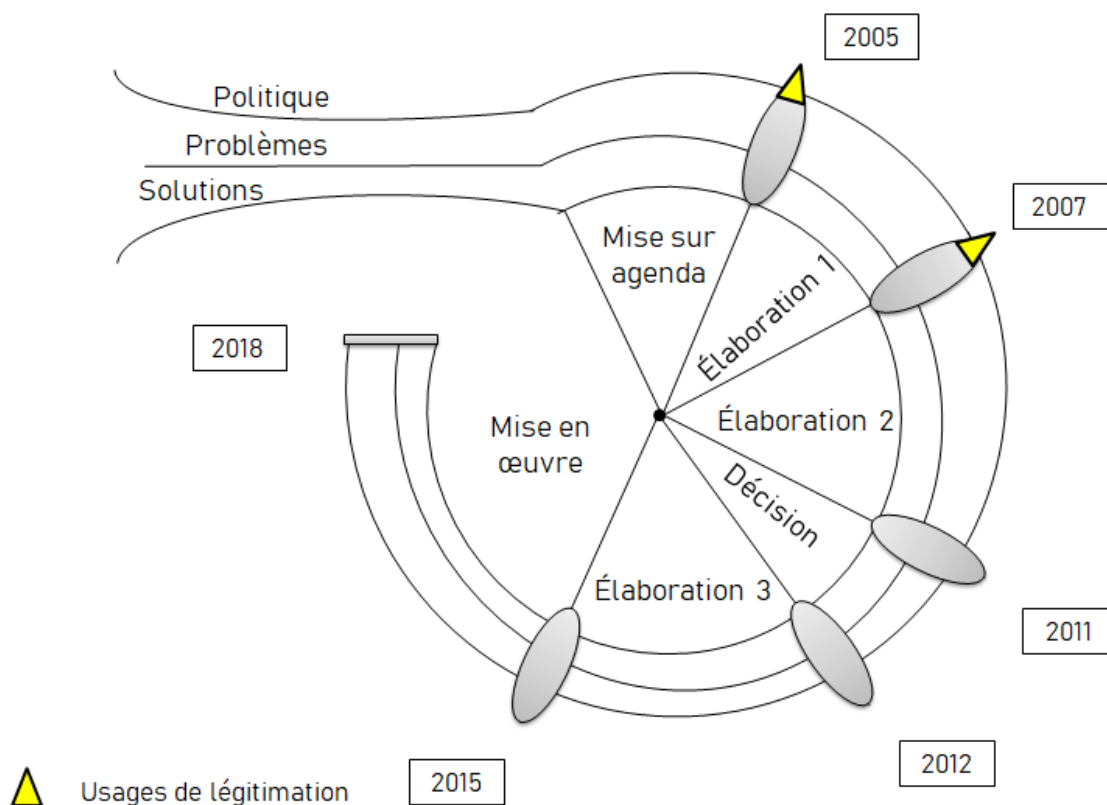 2005
Politique
Problèmes
Solutions
2007
Mise sur
agenda
Élaboration 1
2018
Élaboration 2
Mise en
œuvre
Décision
Élaboration 3
2011
2012
2015
Usages de légitimation